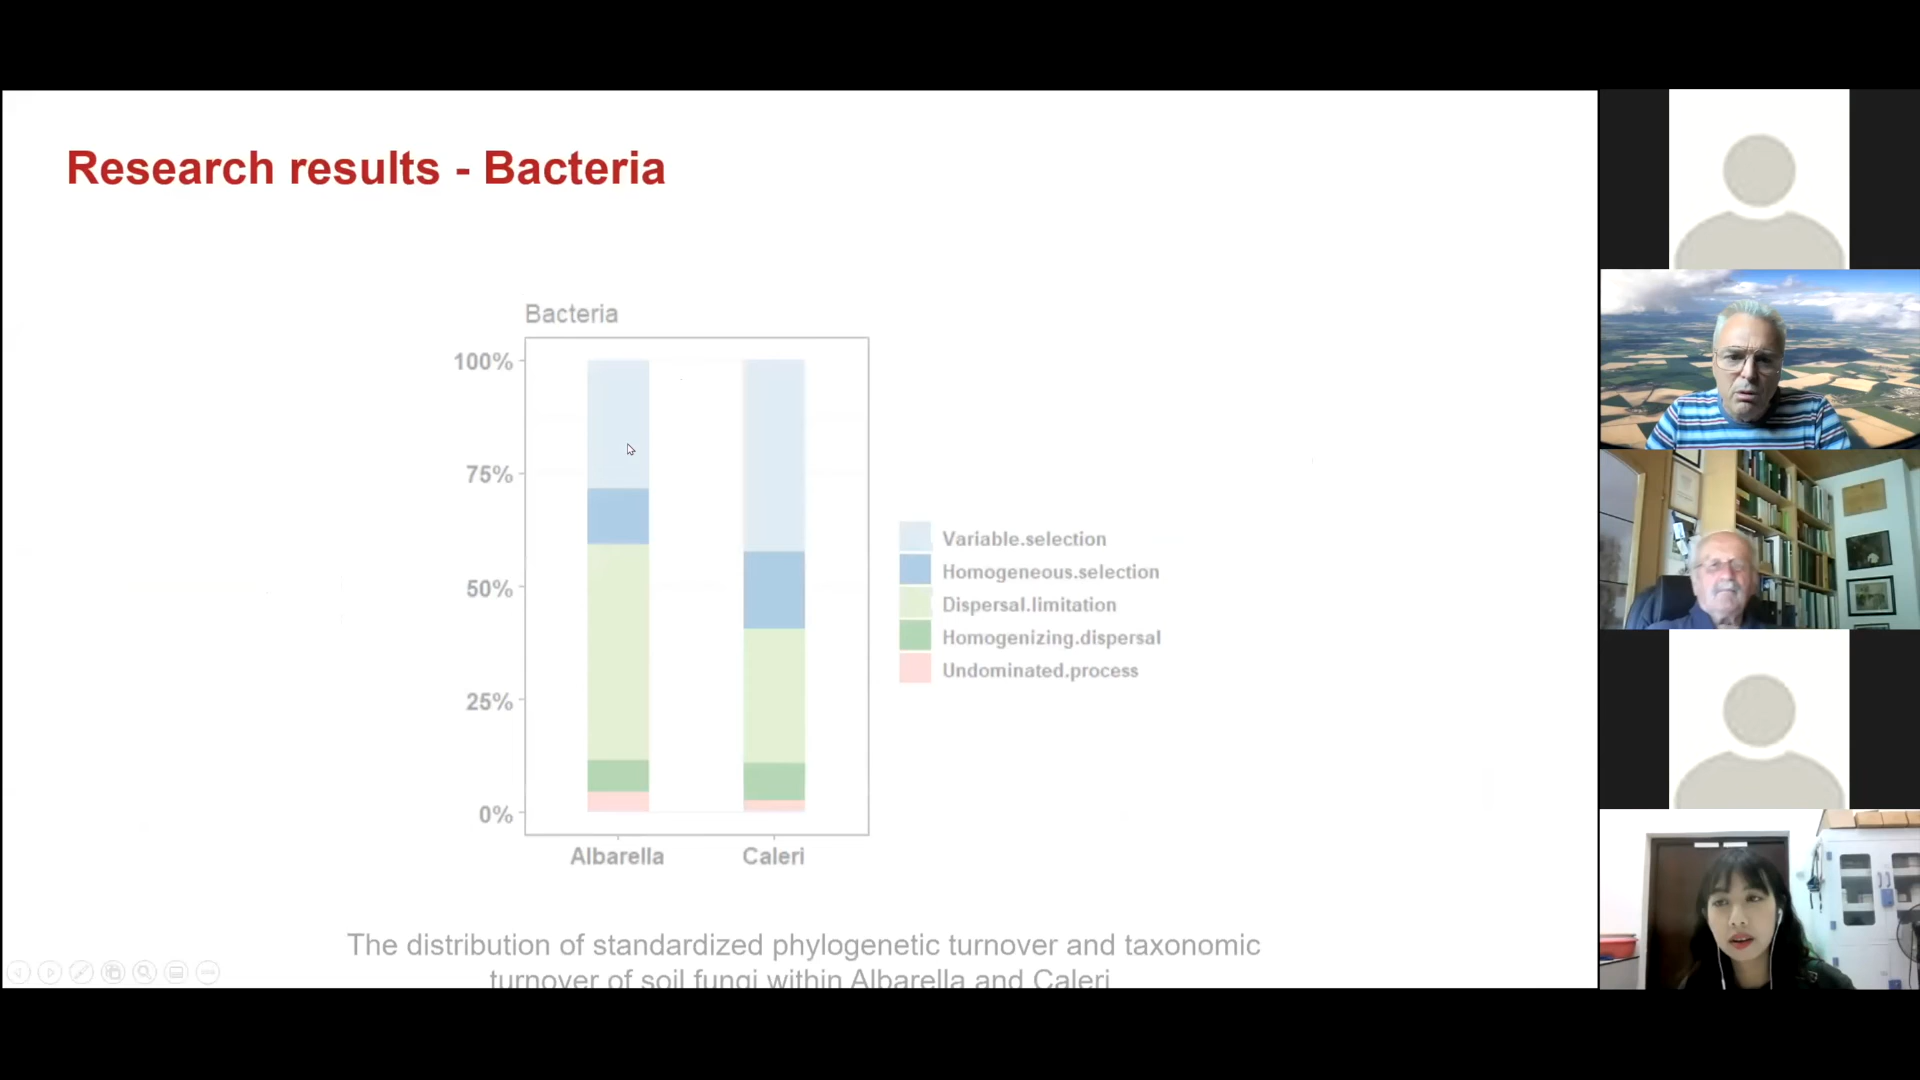 Research results - Bacteria
Bacteria
100%
75%
50%
25%
0%
Albarella
Caleri
Variable.selection
Homogeneous.selection
Dispersal.limitation
Homogenizing.dispersal
Undominated.process
The distribution of standardized phylogenetic turnover and taxonomic
turnover of soil fungi within Albarella and Caleri